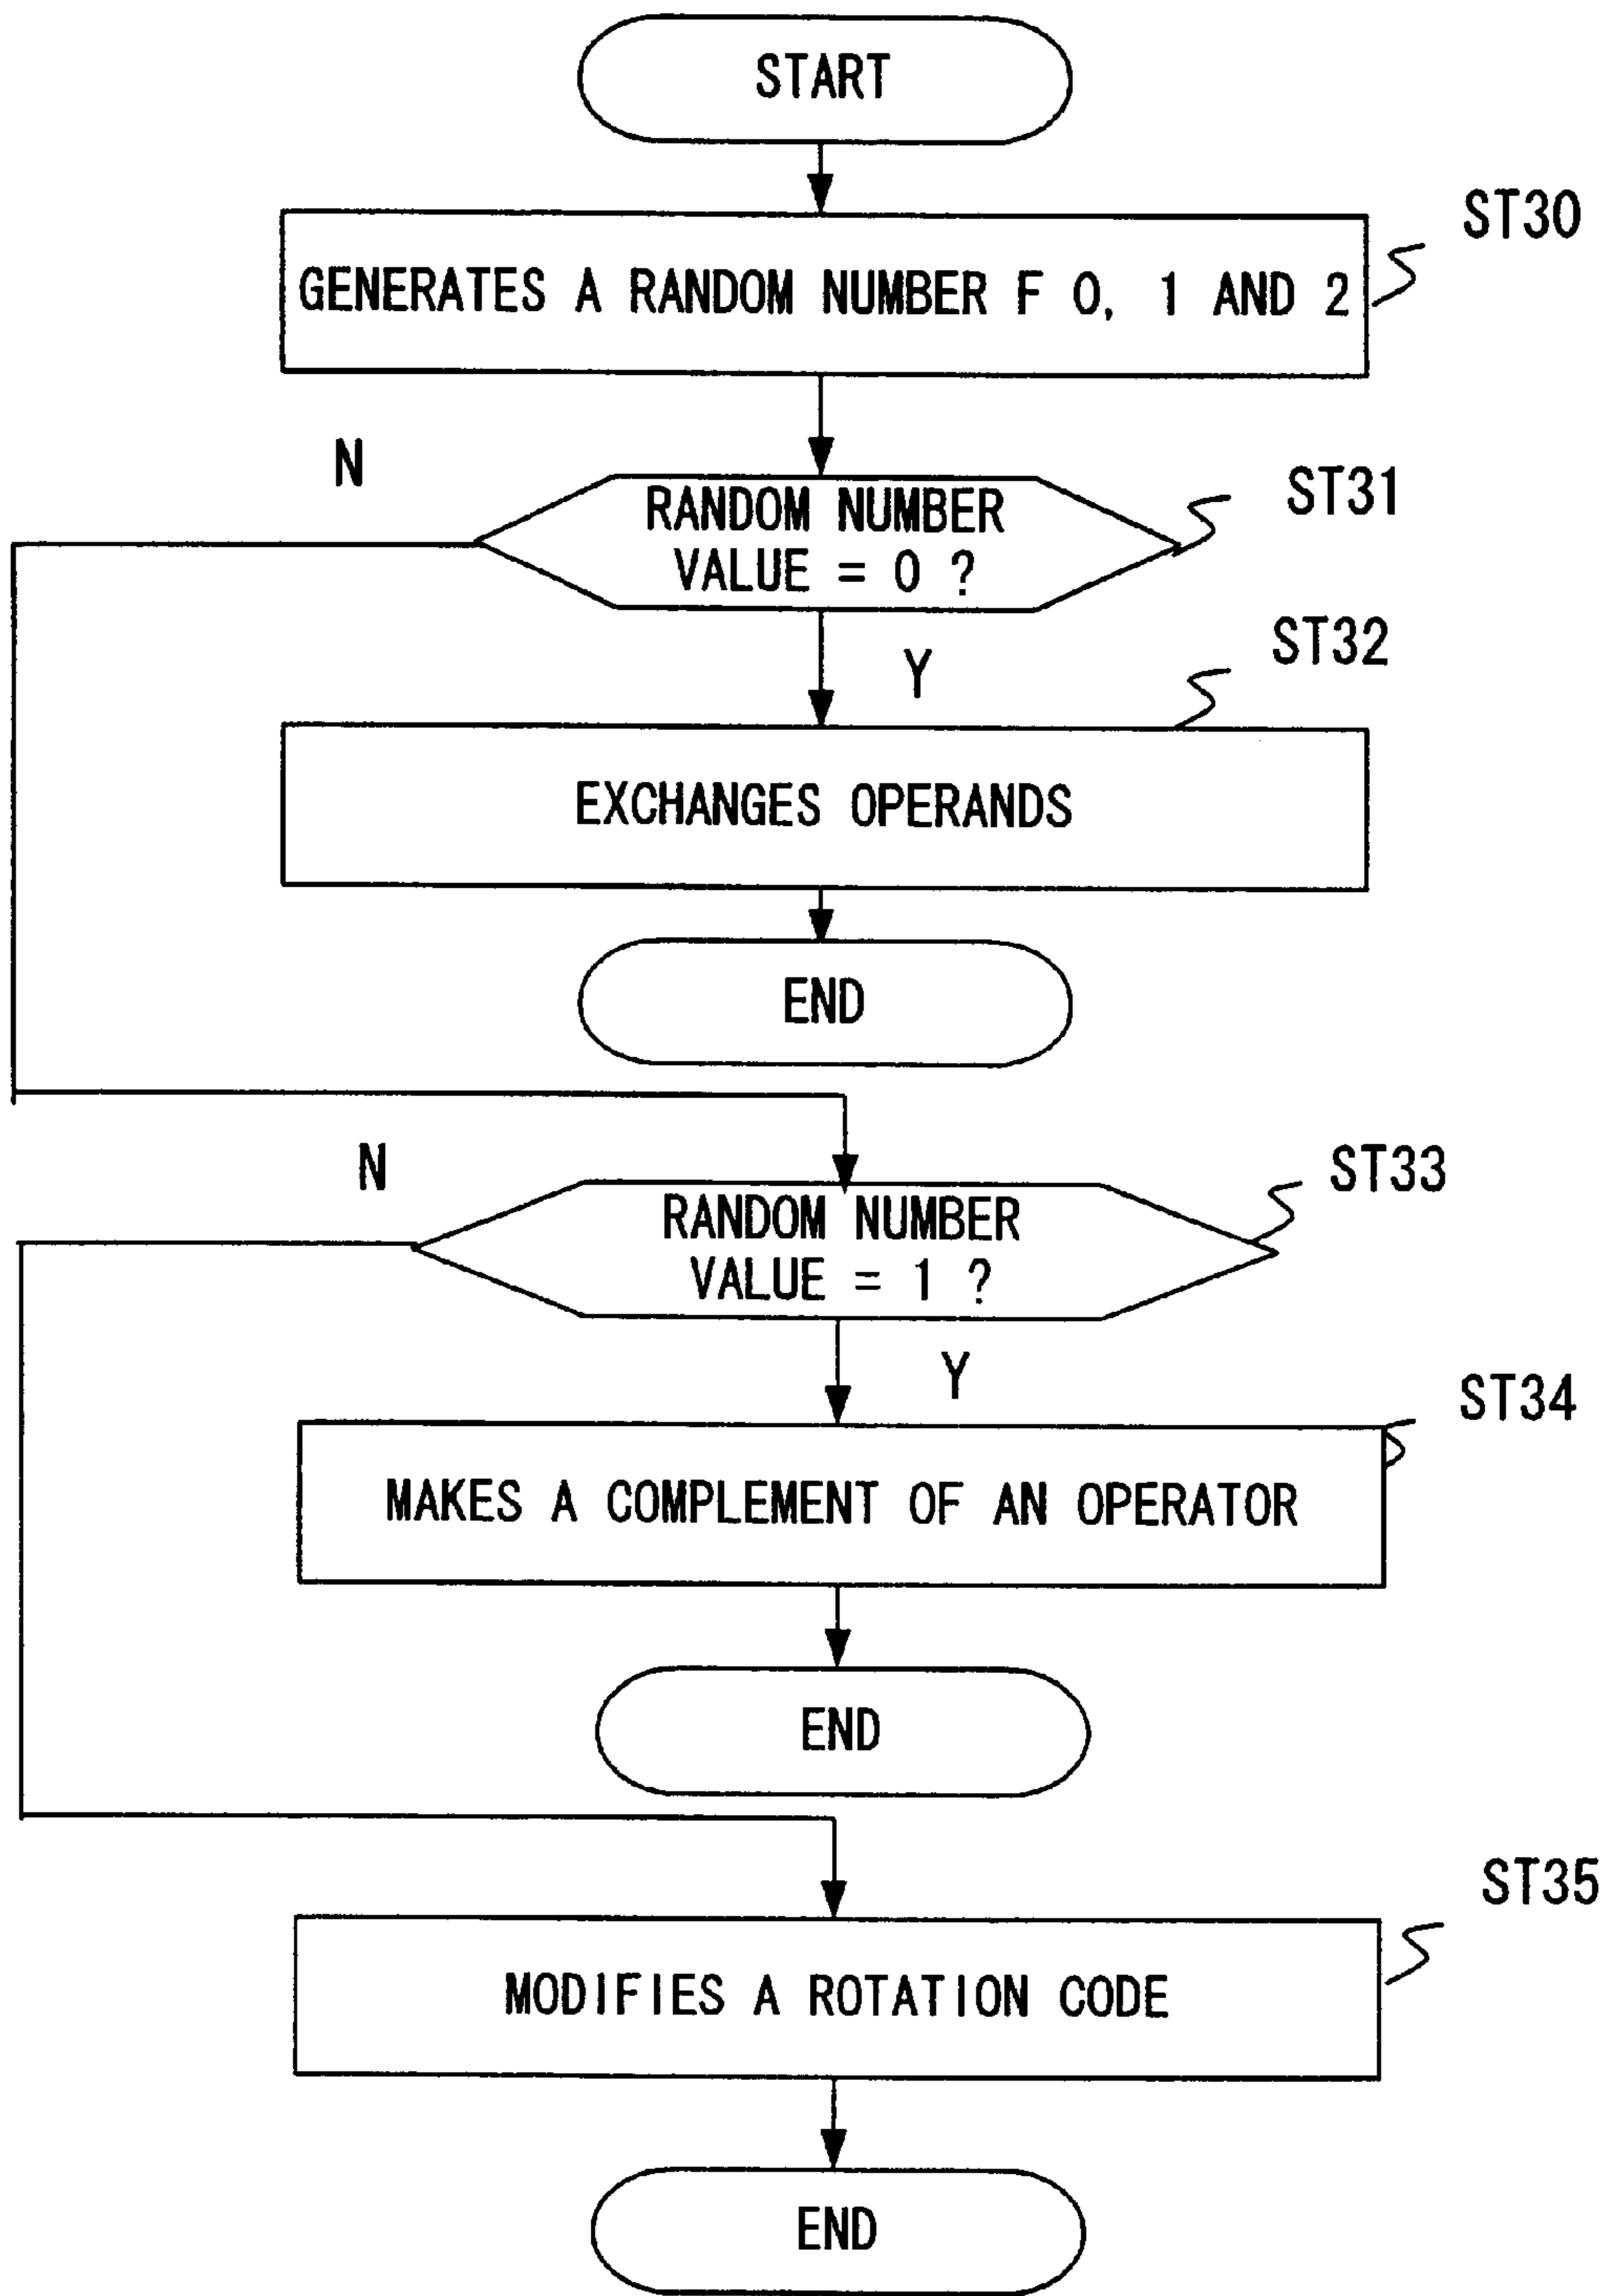 START
ST30
GENERATES A RANDOM NUMBER F 0, 1 AND 2
N
ST31
RANDOM NUMBER
VALUE = 0 ?
ST32
Y
EXCHANGES OPERANDS
END
N
ST33
RANDOM NUMBER
VALUE = 1 ?
Y
ST34
MAKES A COMPLEMENT OF AN OPERATOR
END
ST35
MODIFIES A ROTATION CODE
END